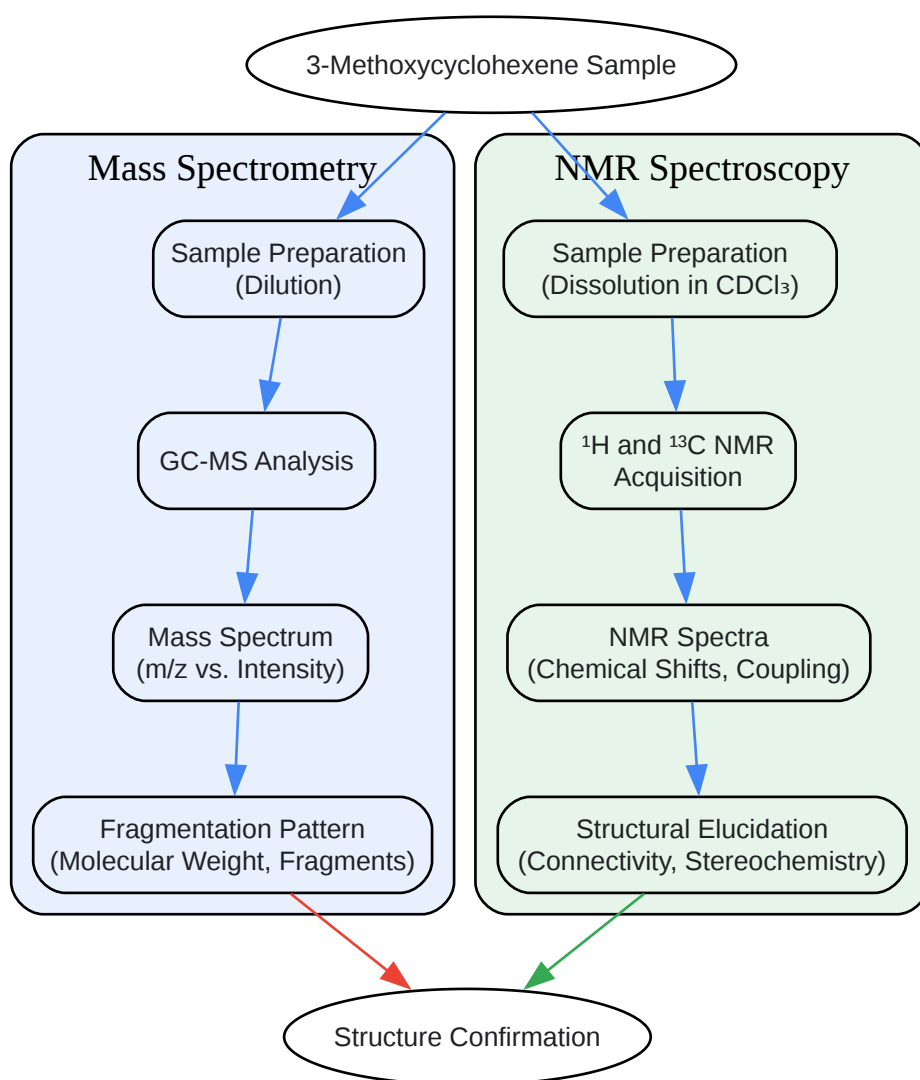 3-Methoxycyclohexene Sample
Mass Spectrometry
Sample Preparation
(Dilution)
GC-MS Analysis
Mass Spectrum
(m/z vs. Intensity)
Fragmentation Pattern
(Molecular Weight, Fragments)
NMR Spectroscopy
Sample Preparation
(Dissolution in CDCl₃)
¹H and ¹³C NMR
Acquisition
NMR Spectra
(Chemical Shifts, Coupling)
Structural Elucidation
(Connectivity, Stereochemistry)
Structure Confirmation